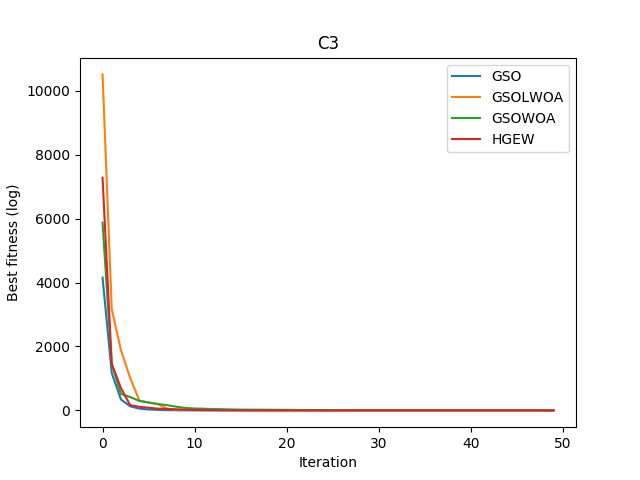 C3
GSO
GSOLWOA
GSOWOA
HGEW
Best fitness (log)
10000
8000
6000
4000
2000
0
0 10 20 30 40 50
Iteration